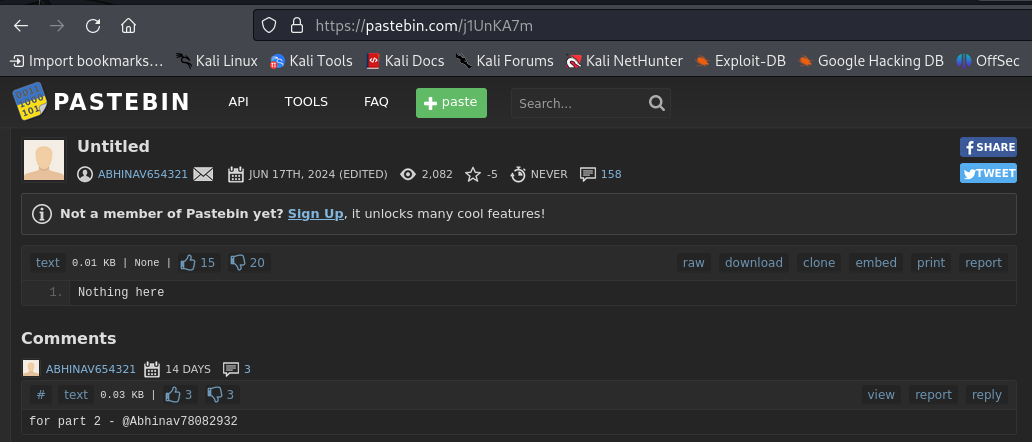 https://pastebin.com/j1UnKA7m
Import bookmarks... Kali Linux Kali Tools Kali Docs Kali Forums Kali NetHunter Exploit-DB Google Hacking DB OffSec
PASTEBIN API TOOLS FAQ paste Search...
Untitled SHARE
ABHINAV654321 JUN 17TH, 2024 (EDITED) 2,082 -5 NEVER 158 TWEET
Not a member of Pastebin yet? Sign Up, it unlocks many cool features!
text 0.01 KB | None | 15 20 raw download clone embed print report
1. Nothing here
Comments
ABHINAV654321 14 DAYS 3
# text 0.03 KB | 3 3 view report reply
for part 2 - @Abhinav78082932